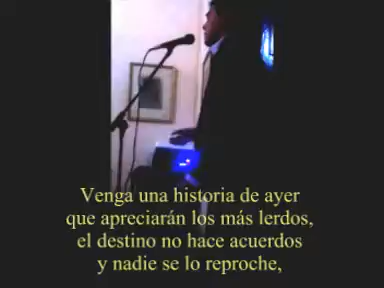 Venga una historia de ayer
que apreciarán los más lerdos,
el destino no hace acuerdos
y nadie se lo reproche,